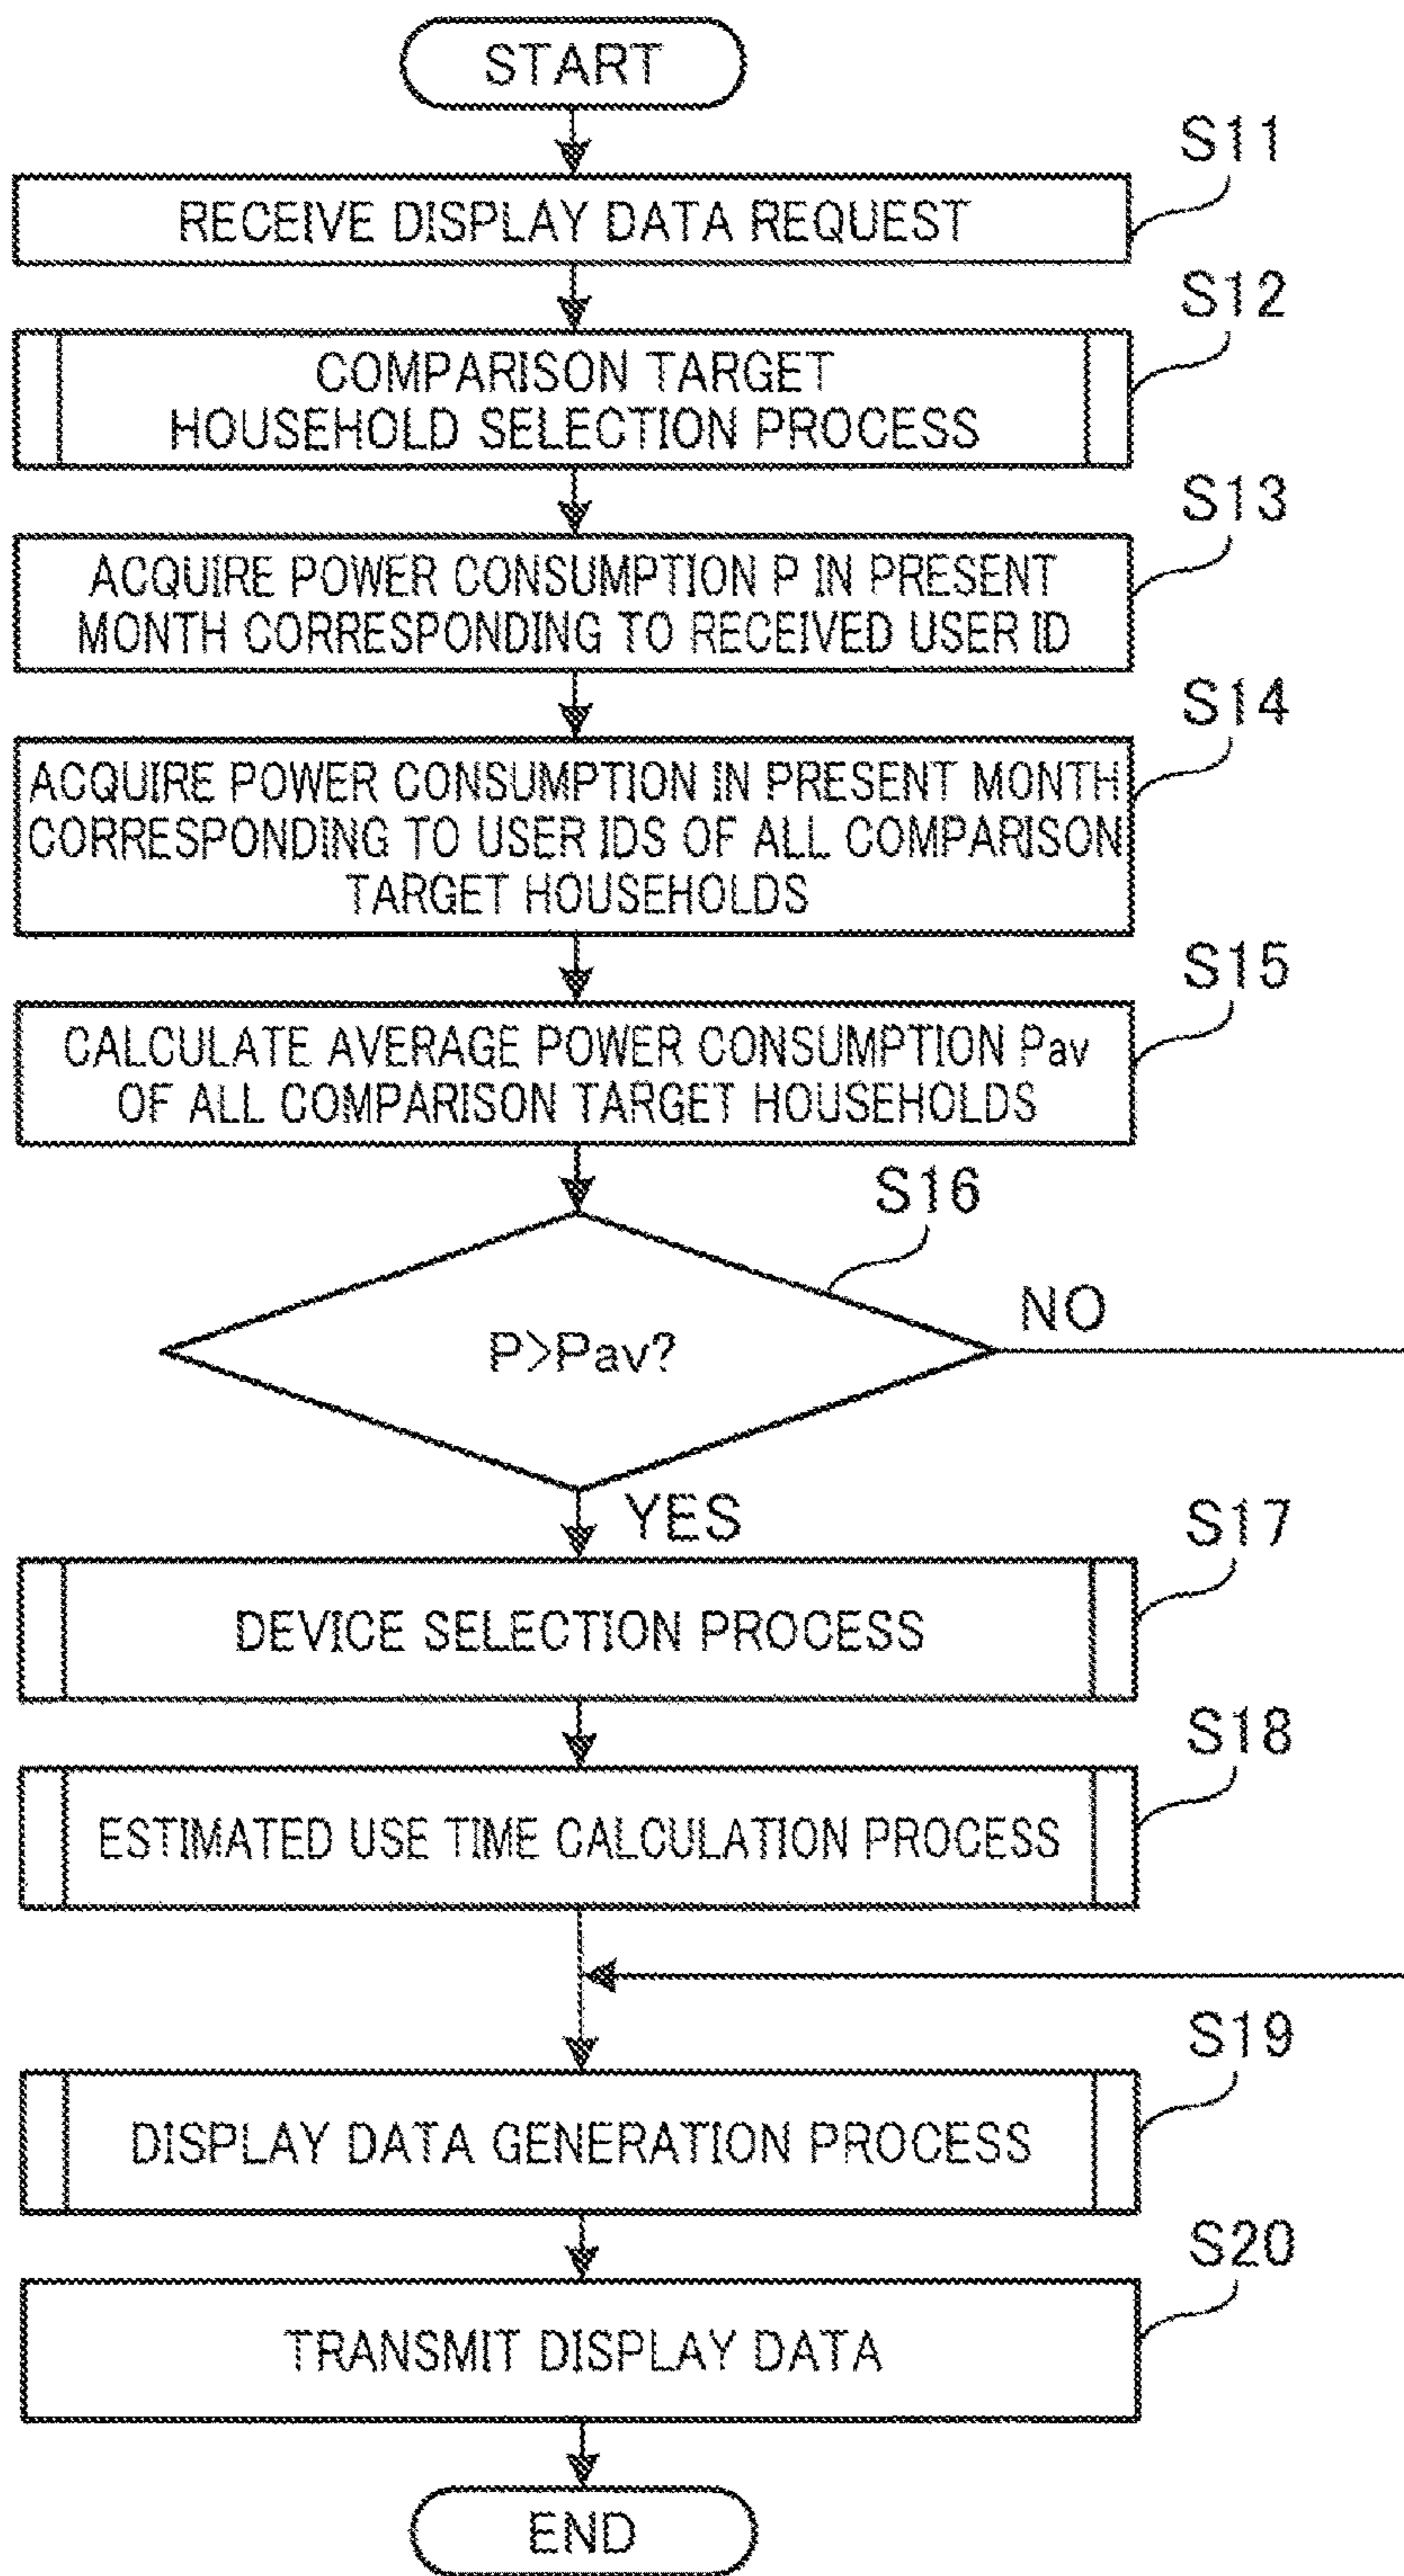 START
S11
RECEIVE DISPLAY DATA REQUEST
S12
COMPARISON TARGET
HOUSEHOLD SELECTION PROCESS
S13
ACQUIRE POWER CONSUMPTION P IN PRESENT
MONTH CORRESPONDING TO RECEIVED USER ID
S14
ACQUIRE POWER CONSUMPTION IN PRESENT MONTH
CORRESPONDING TO USER IDS OF ALL COMPARISON
TARGET HOUSEHOLDS
S15
CALCULATE AVERAGE POWER CONSUMPTION Pav
OF ALL COMPARISON TARGET HOUSEHOLDS
S16
NO
P>Pav?
YES
S17
DEVICE SELECTION PROCESS
S18
ESTIMATED USE TIME CALCULATION PROCESS
S19
DISPLAY DATA GENERATION PROCESS
S20
TRANSMIT DISPLAY DATA
END